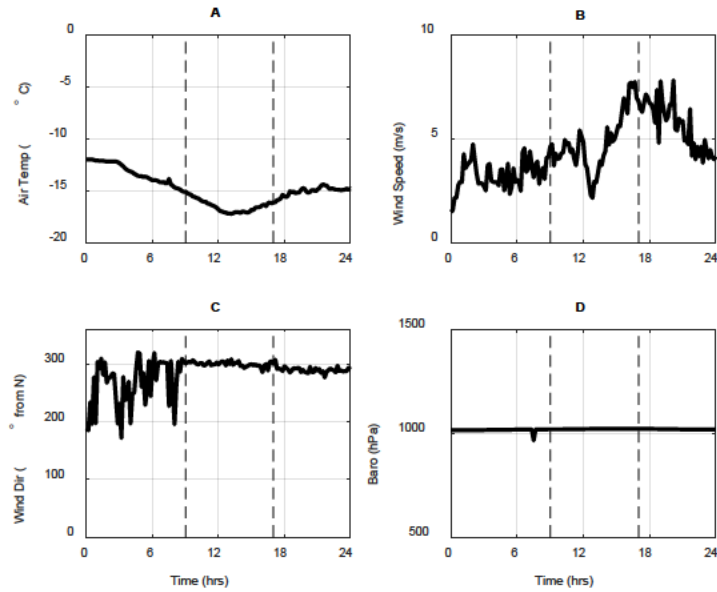 A
B
0
-5
-10
-15
-20
Air Temp (° C)
0 6 12 18 24
10
5
0
Wind Speed (m/s)
0 6 12 18 24
C
D
300
200
100
0
Wind Dir (° from N)
0 6 12 18 24
Time (hrs)
1500
1000
500
Baro (hPa)
0 6 12 18 24
Time (hrs)